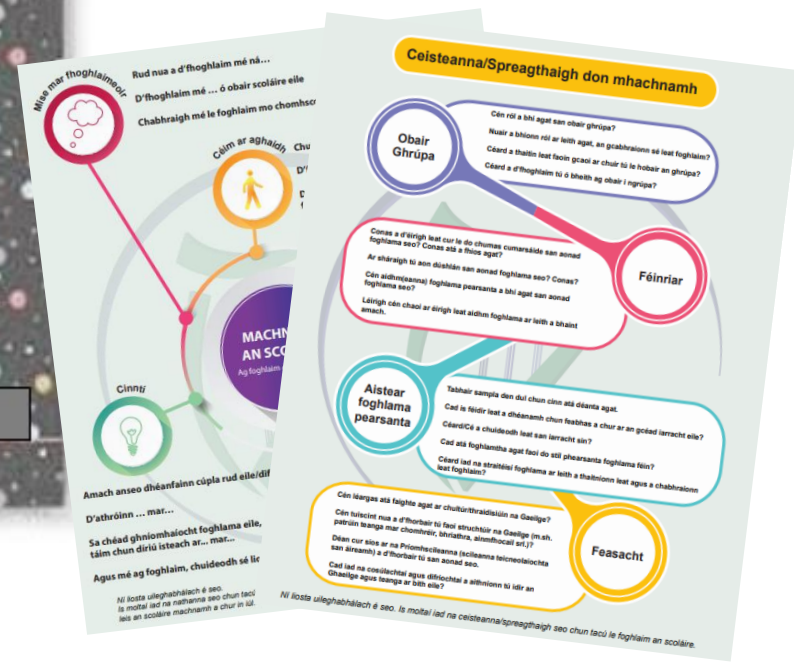 Mise mar fhoghlaimeoir
Rud nua a d'fhoghlaim mé ná…
D'fhoghlaim mé … ó obair scoláire eile
Chabhraigh mé le foghlaim mo
Céim ar aghaidh
MACHN
AN SCO
Ag foghlaim
Cinntí
Amach anseo dhéanfainn cúpla rud eile/dif
D'athróinn … mar…
Sa chéad ghníomhaíocht foghlama eile,
táim chun díriú isteach ar... mar…
Agus mé ag foghlaim, chuideodh sé
Ní liosta uileghabhálach é seo.
Is moltaí iad na nathanna seo chun
leis an scoláire machnamh a chur in iúl.
Ceisteanna/Spreagthaigh don mhachnamh
Obair
Ghrúpa
Cén ról a bhí agat san obair ghrúpa?
Nuair a bhíonn ról ar leith agat, an gcabhraíonn sé leat foghlaim?
Céard a thaitin leat faoin gcaoi ar chuir tú le hobair an ghrúpa?
Céard a d'fhoghlaim tú ó bheith ag obair i ngrúpa?
Féinriar
Conas a d'éirigh leat cur le do chumas cumarsáide san aonad
foghlama seo? Conas atá a fhios agat?
Ar sháraigh tú aon dúshlán san aonad foghlama seo? Conas?
Cén aidhm(eanna) foghlama pearsanta a bhí agat san aonad
foghlama seo?
Léirigh cén chaoi ar éirigh leat aidhm foghlama ar leith a bhaint
amach.
Aistear
foghlama
pearsanta
Tabhair sampla den dul chun cinn atá déanta agat.
Cad is féidir leat a dhéanamh chun feabhas a chur ar an gcéad iarracht eile?
Céard/Cé a chuideodh leat san iarracht sin?
Cad atá foghlamtha agat faoi do stíl phearsanta foghlama féin?
Céard iad na straitéisí foghlama ar leith a thaitníonn leat agus a chabhraíonn
leat foghlaim?
Feasacht
Cén léargas atá faighte agat ar chultúr/thraidisiún na Gaeilge?
Cén tuiscint nua a d'fhorbair tú faoi struchtúir na Gaeilge (m.sh.
patrúin teanga mar chomhréir, bhriathra, ainmfhocail srl.)?
Déan cur síos ar na Príomhscileanna (scileanna teicneolaíochta
san áireamh) a d'fhorbair tú san aonad seo.
Cad iad na cosúlachtaí agus difríochtaí a aithníonn tú idir an
Ghaeilge agus teanga ar bith eile?
Ní liosta uileghabhálach é seo. Is moltaí iad na ceisteanna/spreagthaigh seo chun tacú le foghlaim an scoláire.